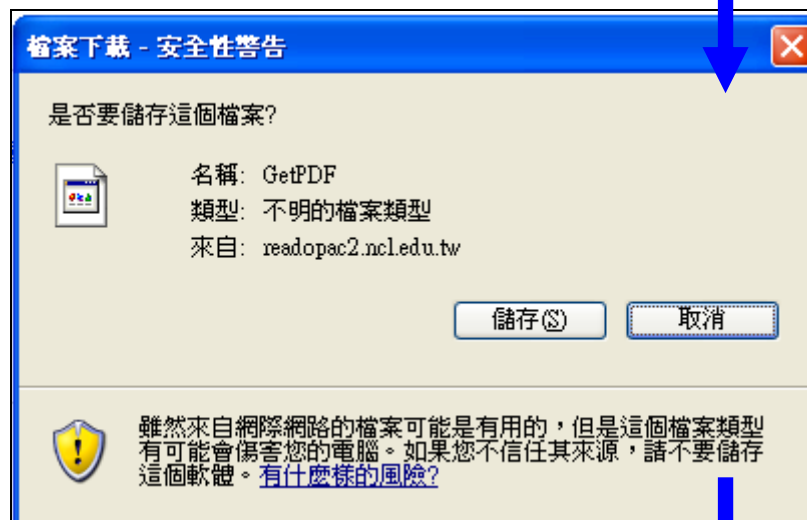 檔案下載 - 安全性警告
是否要儲存這個檔案?
名稱: GetPDF
類型: 不明的檔案類型
來自: readopac2.ncl.edu.tw
儲存(S) 取消
雖然來自網際網路的檔案可能是有用的，但是這個檔案類型
有可能會傷害您的電腦。如果您不信任其來源，請不要儲存
這個軟體。有什麼樣的風險?